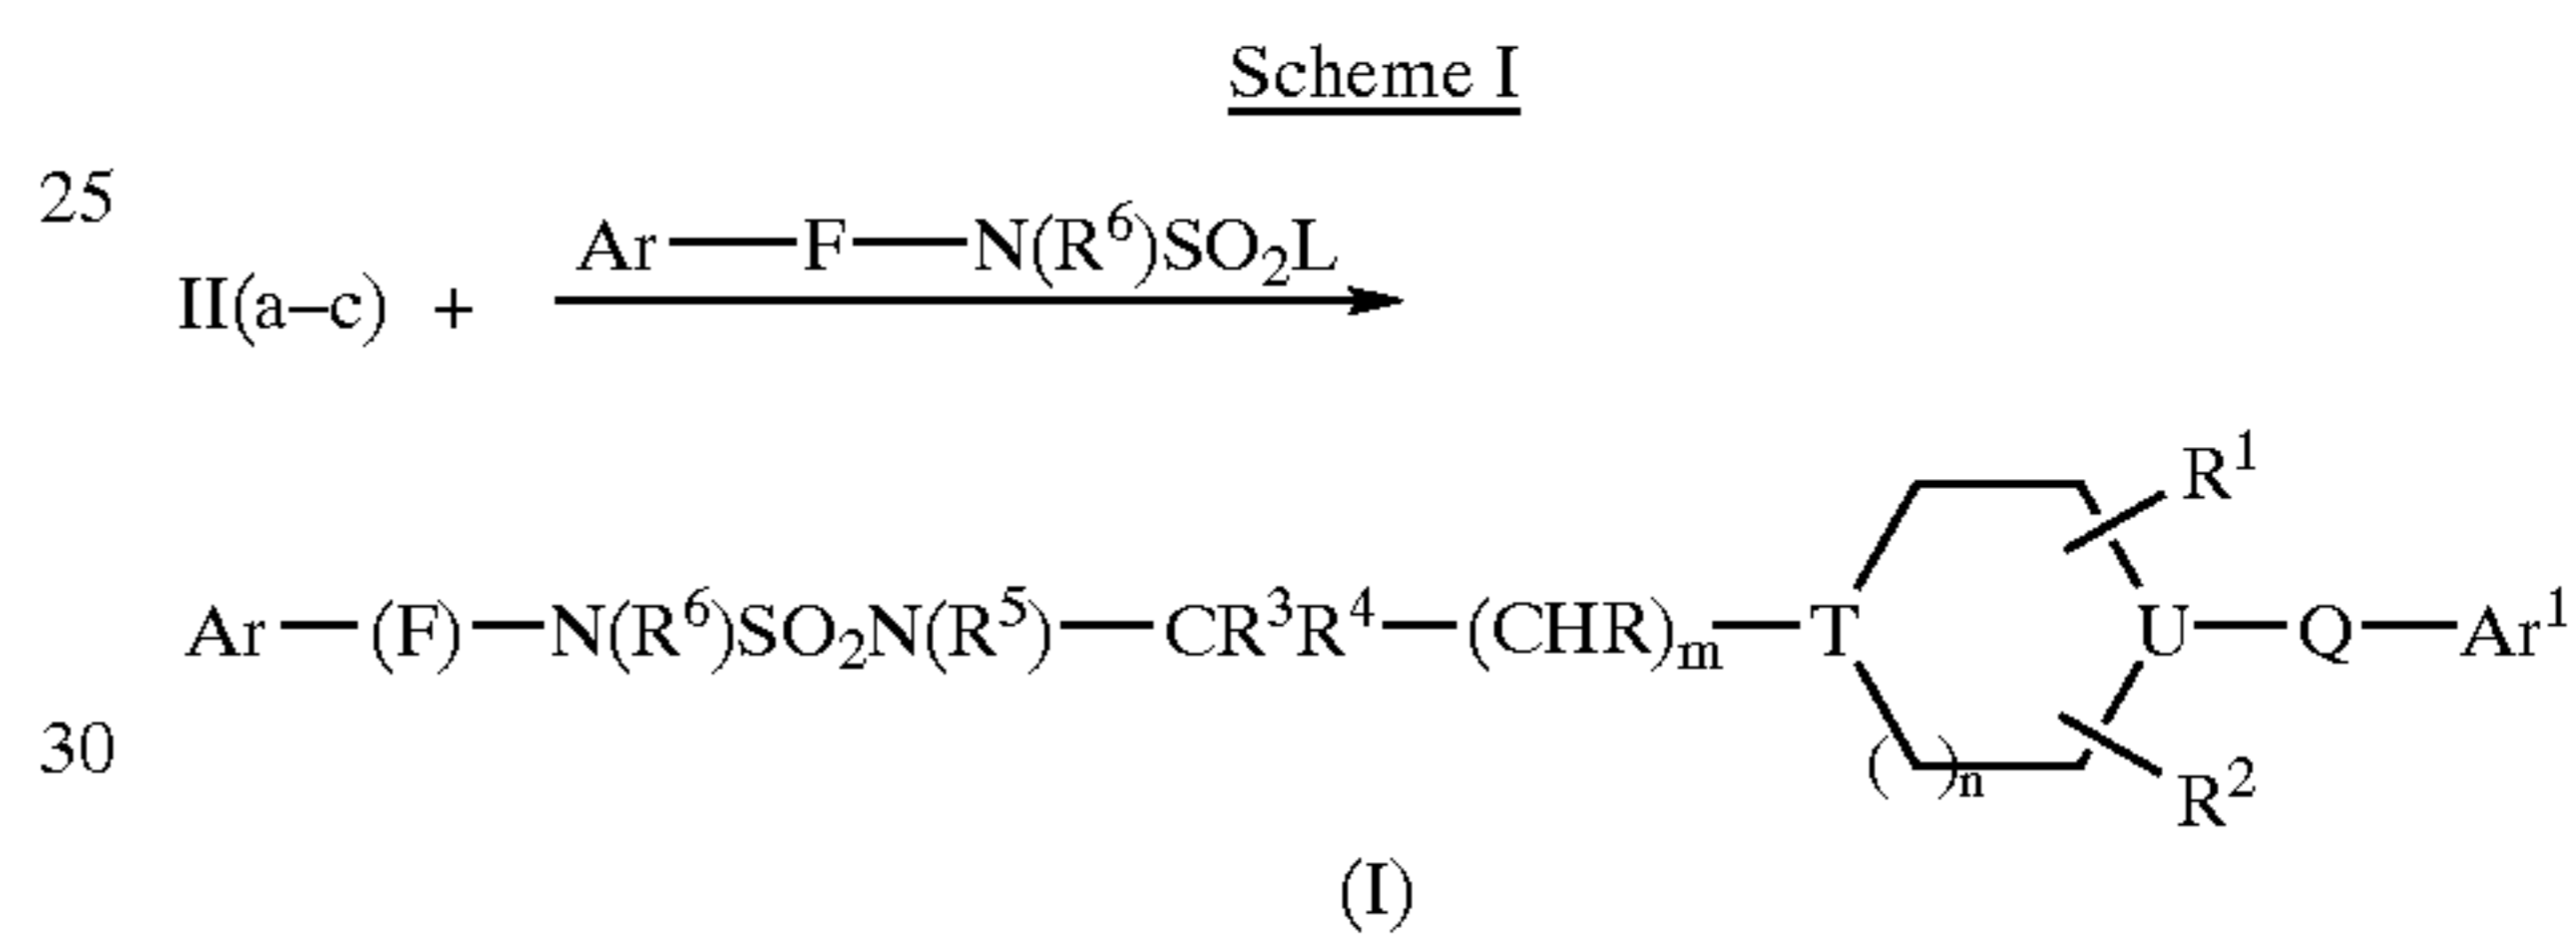 Scheme I
25
Ar—F—N(R⁶)SO₂L
II(a–c) +
R¹
Ar—(F)—N(R⁶)SO₂N(R⁵)—CR³R⁴—(CHR)ₘ—T U—Q—Ar¹
30 ( )ₙ
R²
(I)